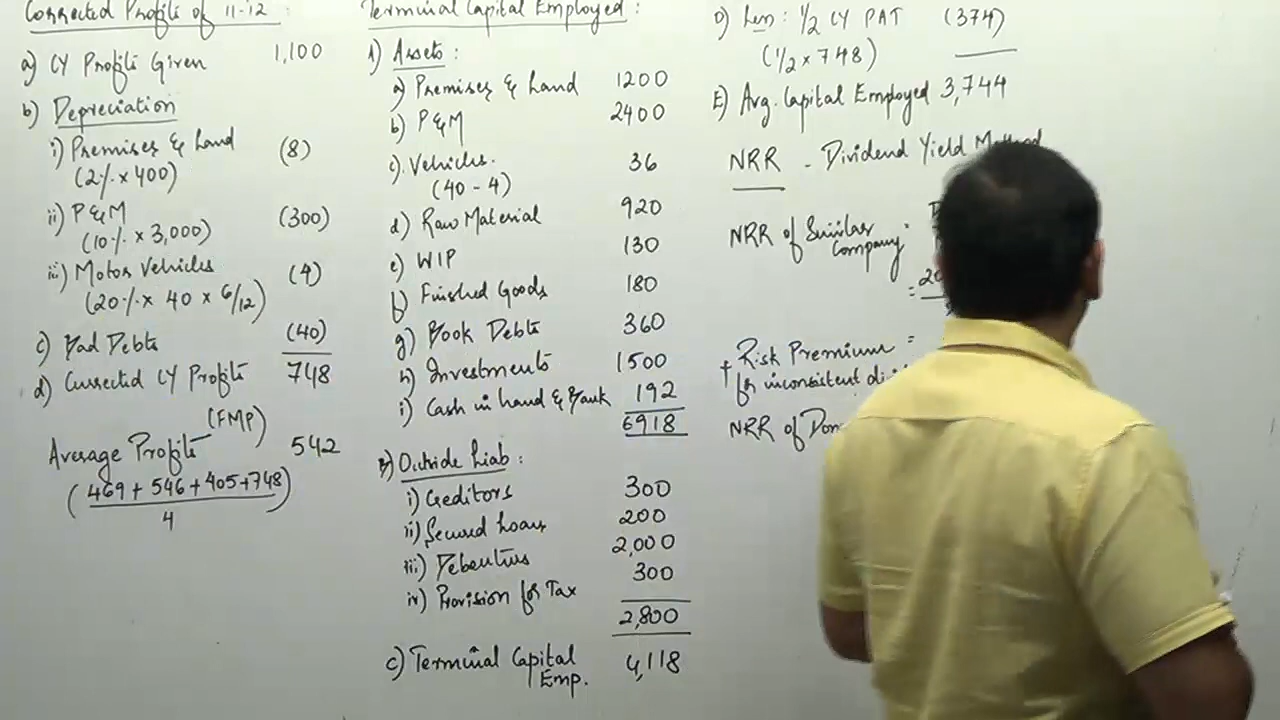 Corrected Profits of 11-12 :
a) CY Profits Given 1,100
b) Depreciation
i) Premises & Land (8)
(2% x 400)
ii) P&M (300)
(10% x 3,000)
iii) Motor Vehicles (4)
(20% x 40 x 6/12)
c) Bad Debts (40)
d) Corrected CY Profits 748
(FMP)
Average Profits 542
(469 + 546 + 405 + 748)
4
Terminal Capital Employed :
1) Assets :
a) Premises & Land 1200
b) P&M 2400
c) Vehicles. 36
(40 - 4)
d) Raw Material 920
e) WIP 130
f) Finished Goods 180
g) Book Debts 360
h) Investments 1500
i) Cash in hand & Bank 192
6918
B) Outside Liab :
i) Creditors 300
ii) Secured Loans 200
iii) Debentures 2,000
iv) Provision for Tax 300
2,800
C) Terminal Capital 4,118
Emp.
D) Less : 1/2 CY PAT (374)
(1/2 x 748)
E) Avg. Capital Employed 3,744
NRR - Dividend Yield Method
NRR of Similar
Company =
=
+ Risk Premium =
for inconsistent
NRR of